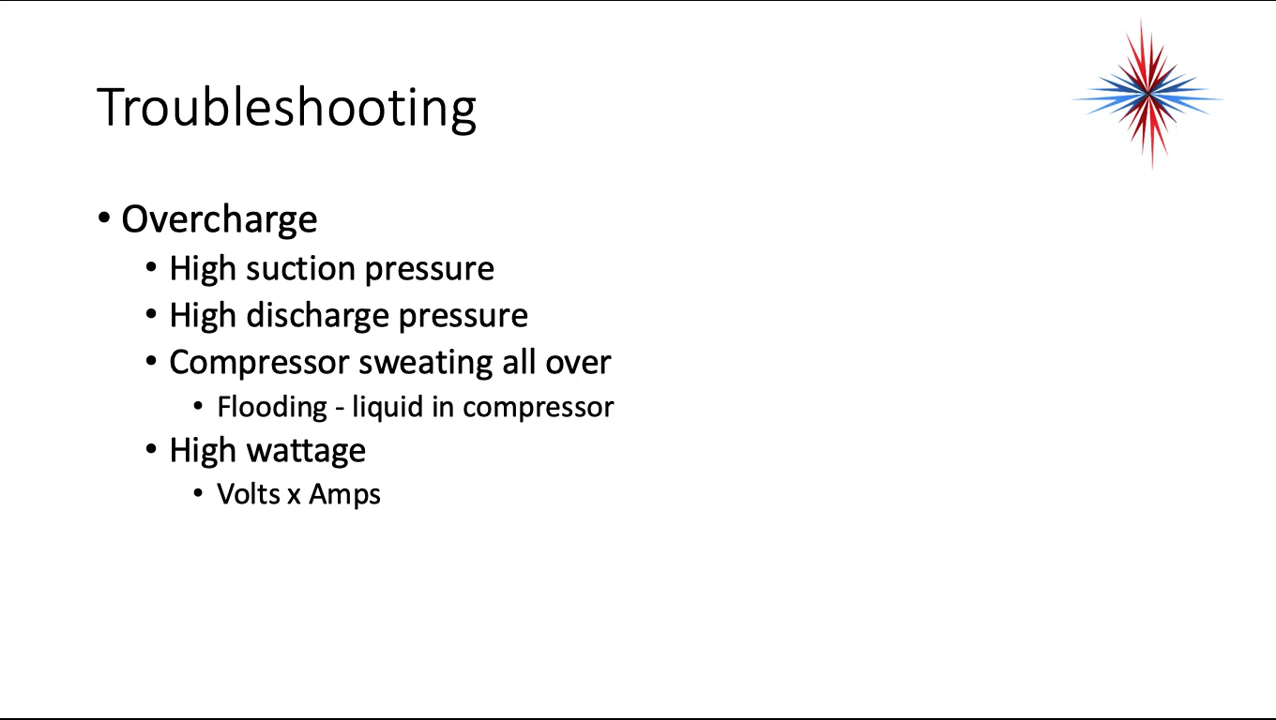 Troubleshooting
• Overcharge
• High suction pressure
• High discharge pressure
• Compressor sweating all over
• Flooding - liquid in compressor
• High wattage
• Volts x Amps